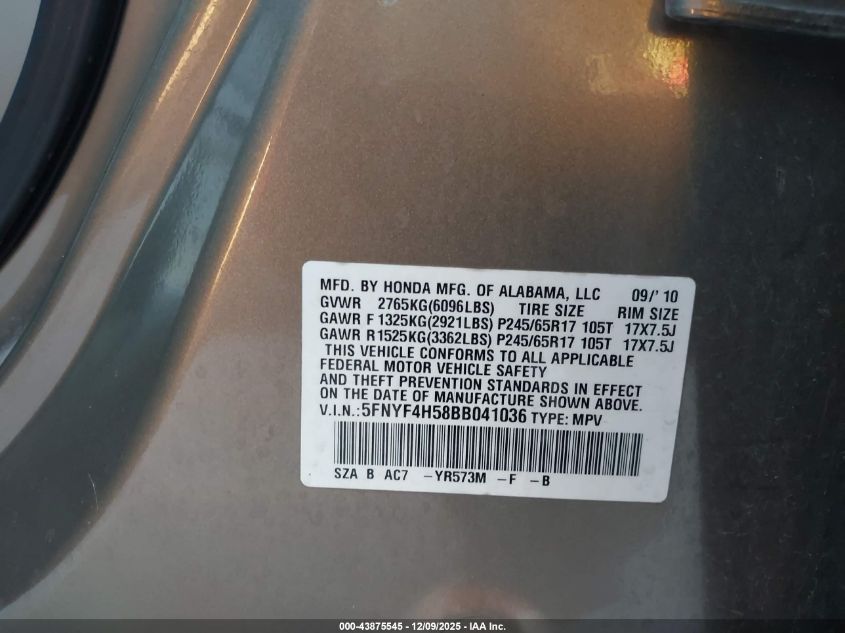 MFD. BY HONDA MFG. OF ALABAMA, LLC 09/'10
GVWR 2765KG(6096LBS) TIRE SIZE RIM SIZE
GAWR F 1325KG(2921LBS) P245/65R17 105T 17X7.5J
GAWR R1525KG(3362LBS) P245/65R17 105T 17X7.5J
THIS VEHICLE CONFORMS TO ALL APPLICABLE
FEDERAL MOTOR VEHICLE SAFETY
AND THEFT PREVENTION STANDARDS IN EFFECT
ON THE DATE OF MANUFACTURE SHOWN ABOVE.
V.I.N.:5FNYF4H58BB041036 TYPE: MPV
SZA B AC7 -YR573M -F -B
000-43875545 - 12/09/2025 - IAA Inc.